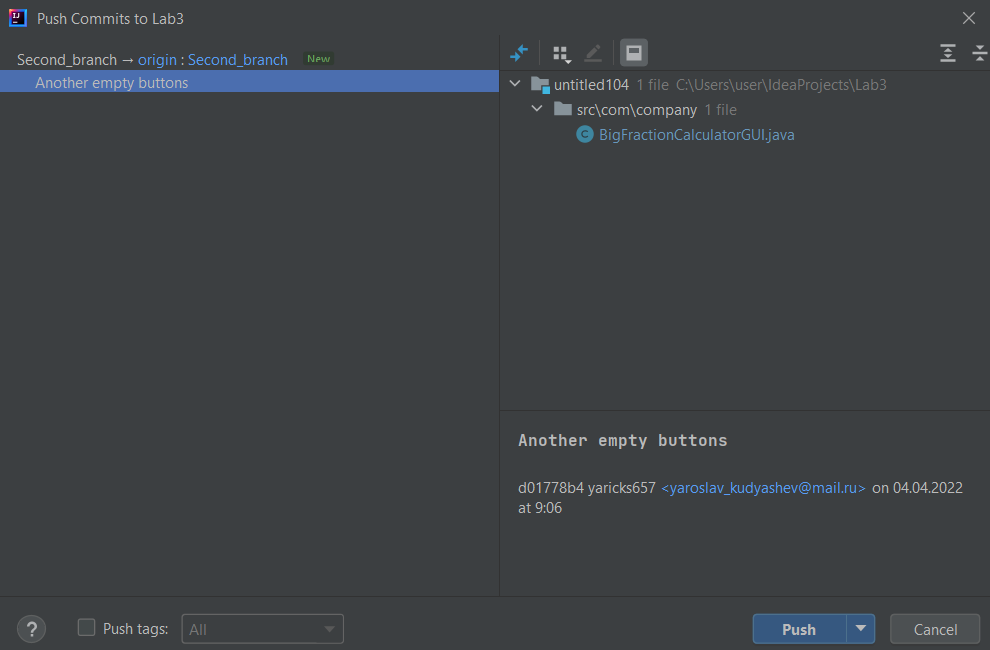 Push Commits to Lab3
Second_branch → origin : Second_branch New
Another empty buttons
untitled104 1 file C:\Users\user\IdeaProjects\Lab3
src\com\company 1 file
C BigFractionCalculatorGUI.java
Another empty buttons
d01778b4 yaricks657 <yaroslav_kudyashev@mail.ru> on 04.04.2022
at 9:06
? Push tags: All Push Cancel